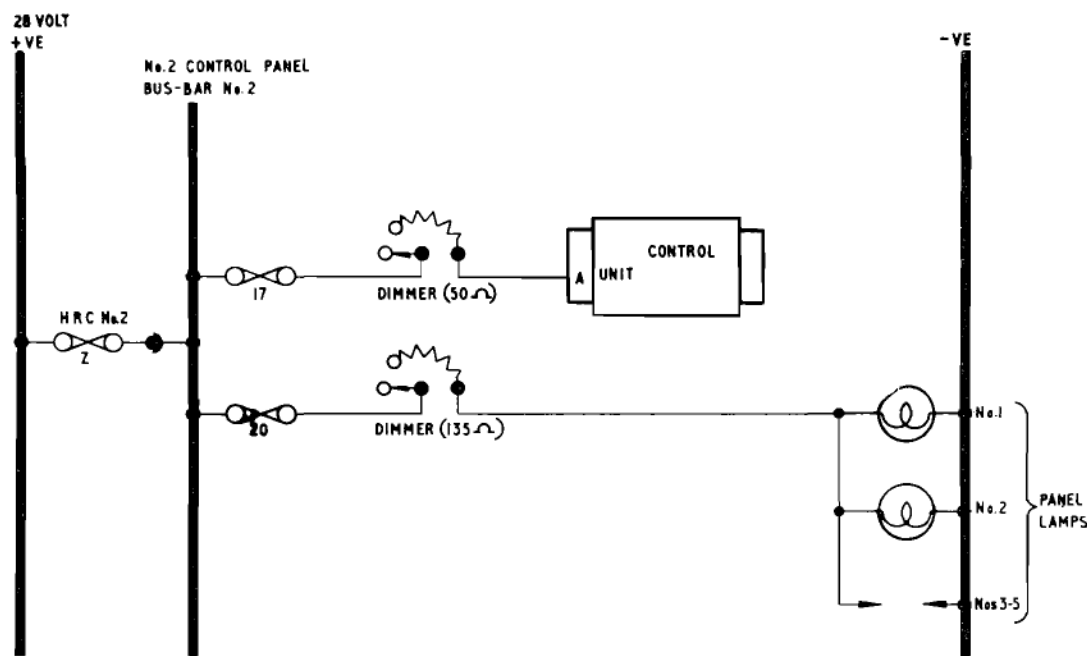 28 VOLT
+VE
-VE
No.2 CONTROL PANEL
BUS-BAR No.2
17
DIMMER (50Ω)
A
UNIT
CONTROL
HRC No.2
Z
20
DIMMER (135Ω)
No.1
No.2
PANEL
LAMPS
Nos 3-5